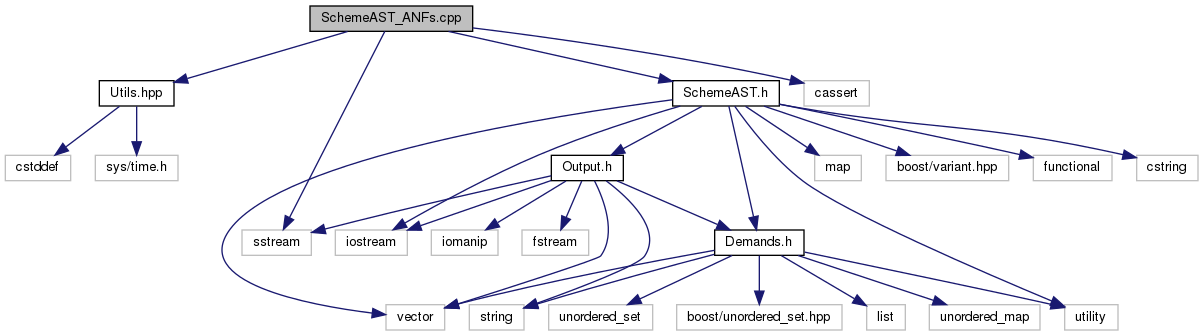 SchemeAST_ANFs.cpp
Utils.hpp
SchemeAST.h
cassert
cstddef
sys/time.h
Output.h
map
boost/variant.hpp
functional
cstring
sstream
iostream
iomanip
fstream
Demands.h
vector
string
unordered_set
boost/unordered_set.hpp
list
unordered_map
utility